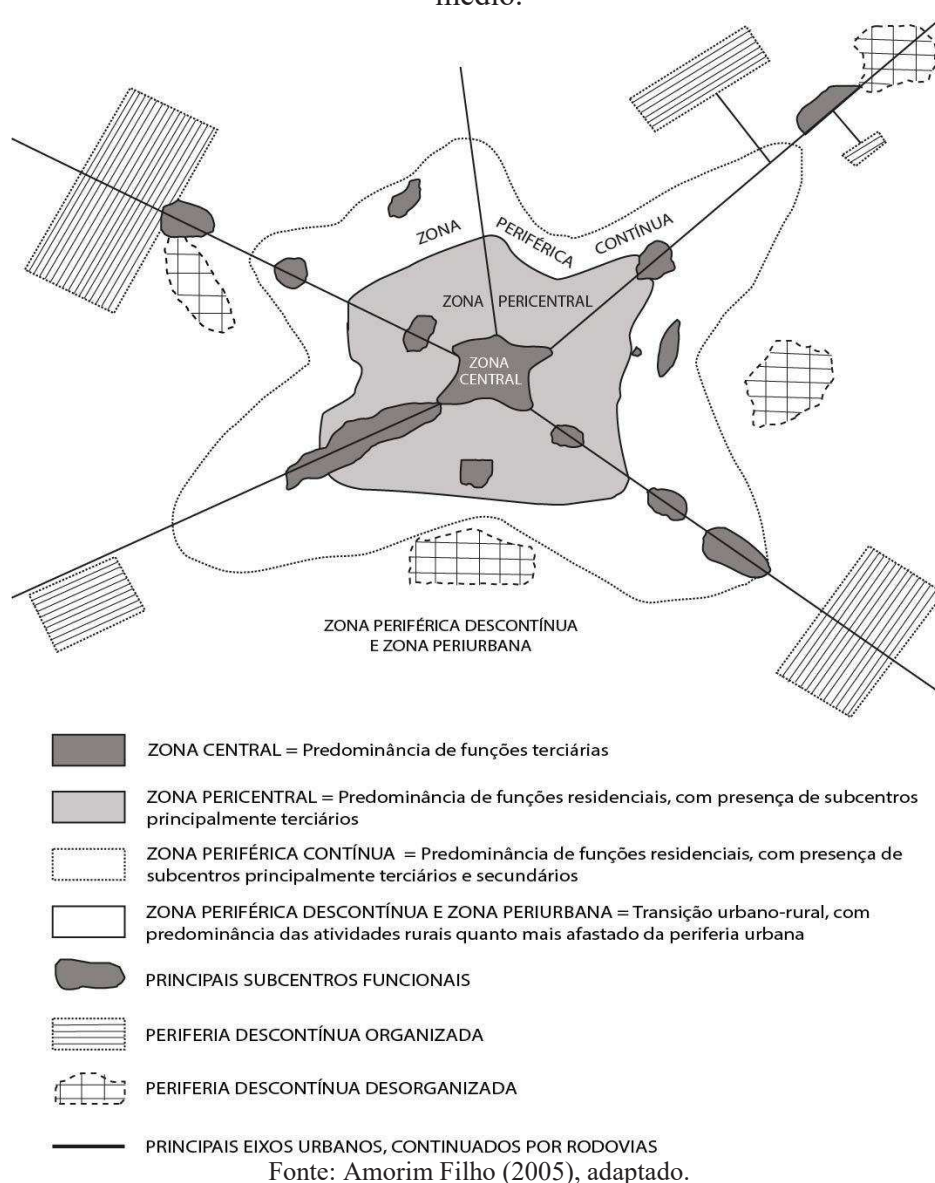 médio.
ZONA PERIFÉRICA CONTÍNUA
ZONA PERICENTRAL
ZONA
CENTRAL
ZONA PERIFÉRICA DESCONTÍNUA
E ZONA PERIURBANA
ZONA CENTRAL = Predominância de funções terciárias
ZONA PERICENTRAL = Predominância de funções residenciais, com presença de subcentros
principalmente terciários
ZONA PERIFÉRICA CONTÍNUA = Predominância de funções residenciais, com presença de
subcentros principalmente terciários e secundários
ZONA PERIFÉRICA DESCONTÍNUA E ZONA PERIURBANA = Transição urbano-rural, com
predominância das atividades rurais quanto mais afastado da periferia urbana
PRINCIPAIS SUBCENTROS FUNCIONAIS
PERIFERIA DESCONTÍNUA ORGANIZADA
PERIFERIA DESCONTÍNUA DESORGANIZADA
PRINCIPAIS EIXOS URBANOS, CONTINUADOS POR RODOVIAS
Fonte: Amorim Filho (2005), adaptado.